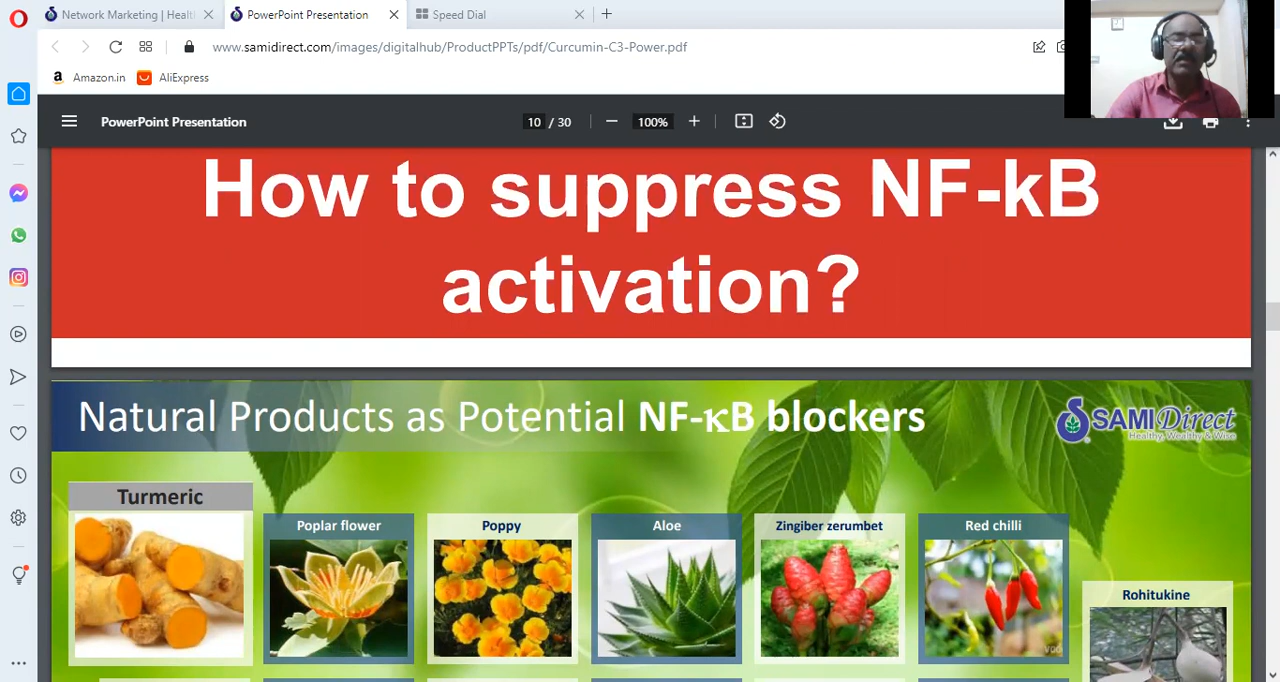 Network Marketing | Healt
PowerPoint Presentation
Speed Dial
www.samidirect.com/images/digitalhub/ProductPPTs/pdf/Curcumin-C3-Power.pdf
Amazon.in
AliExpress
PowerPoint Presentation
10 / 30
100%
How to suppress NF-kB
activation?
Natural Products as Potential NF-κB blockers
SAMI Direct
Healthy, Wealthy & Wise
Turmeric
Poplar flower
Poppy
Aloe
Zingiber zerumbet
Red chilli
Rohitukine